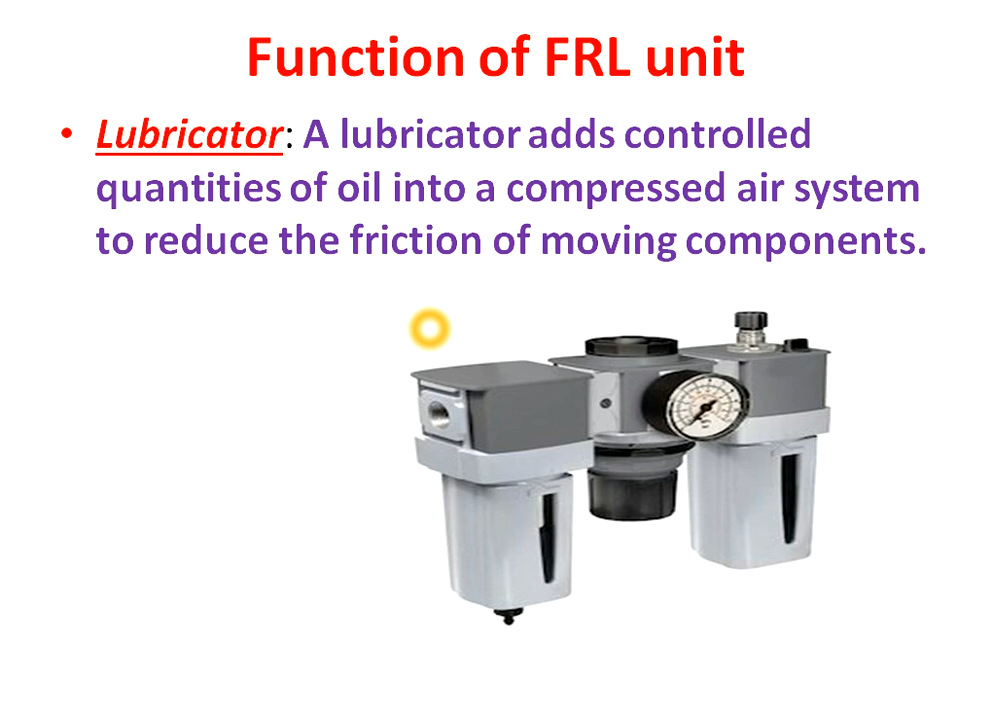 Function of FRL unit
• Lubricator: A lubricator adds controlled
quantities of oil into a compressed air system
to reduce the friction of moving components.